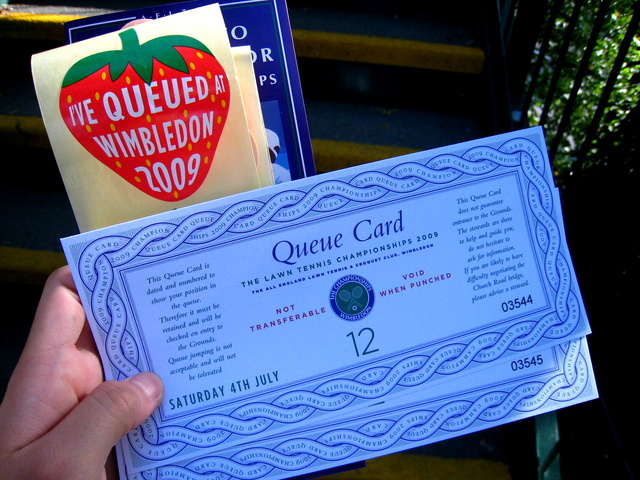 I'VE QUEUED AT
WIMBLEDON
2009
Queue Card
THE LAWN TENNIS CHAMPIONSHIPS 2009
THE ALL ENGLAND LAWN TENNIS & CROQUET CLUB, WIMBLEDON
This Queue Card is
dated and numbered to
show your position in
the queue.
Therefore it must be
retained and will be
checked on entry to
the Grounds.
Queue jumping is not
acceptable and will not
be tolerated
NOT
TRANSFERABLE
THE CHAMPIONSHIPS
WIMBLEDON
VOID
WHEN PUNCHED
12
This Queue Card
does not guarantee
entrance to the Grounds.
The stewards are there
to help and guide you;
do not hesitate to
ask for information.
If you are likely to have
difficulty negotiating the
Church Road bridge,
please advise a steward.
03544
SATURDAY 4TH JULY
03545